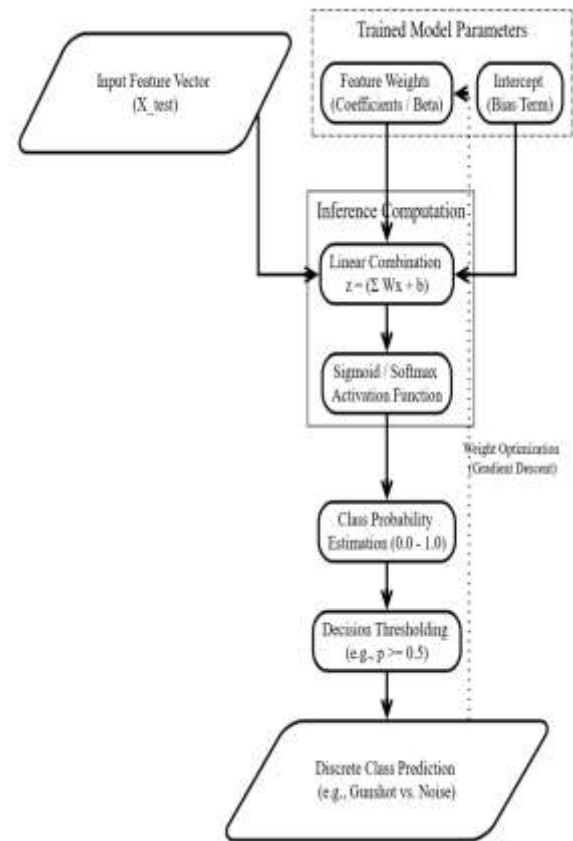 Trained Model Parameters
Input Feature Vector
(X_test)
Feature Weights
(Coefficients / Beta)
Intercept
(Bias Term)
Inference Computation
Linear Combination
z = (Σ Wx + b)
Sigmoid / Softmax
Activation Function
Weight Optimization
(Gradient Descent)
Class Probability
Estimation (0.0 - 1.0)
Decision Thresholding
(e.g., p >= 0.5)
Discrete Class Prediction
(e.g., Gunshot vs. Noise)